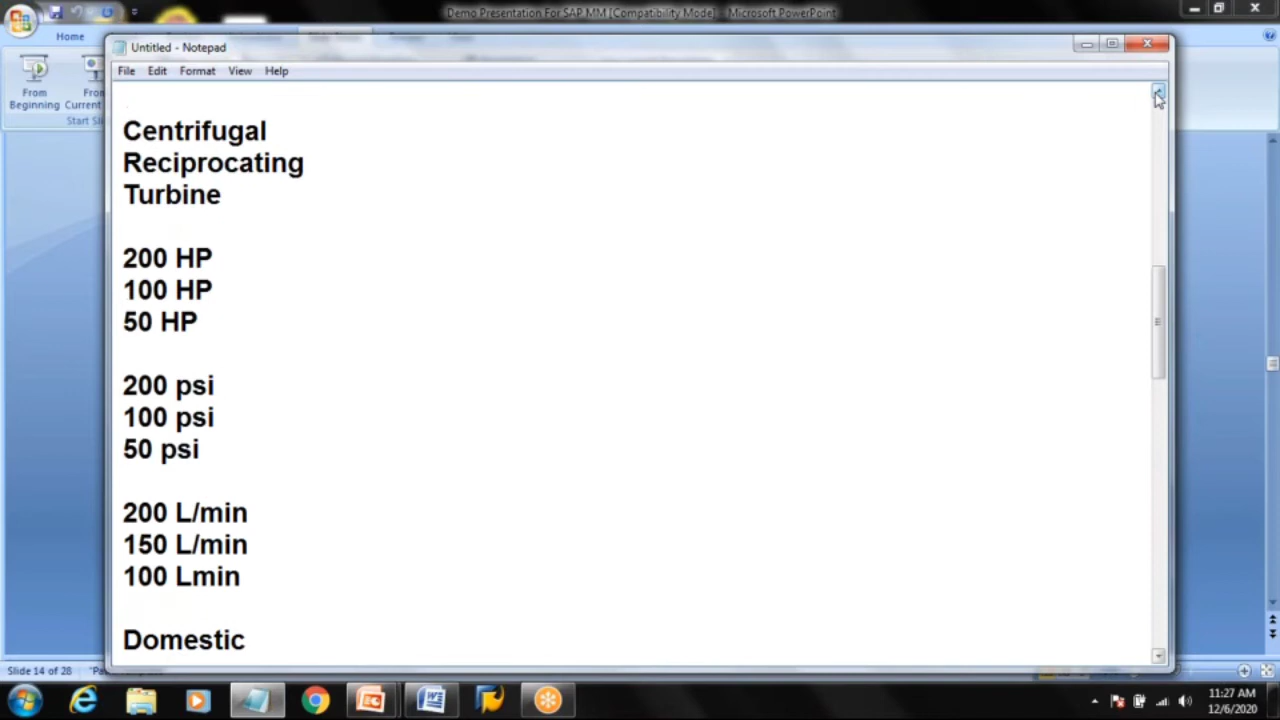 Demo Presentation For SAP MM [Compatibility Mode] - Microsoft PowerPoint
Untitled - Notepad
Home
File Edit Format View Help
From Beginning
Current
Start
Centrifugal
Reciprocating
Turbine
200 HP
100 HP
50 HP
200 psi
100 psi
50 psi
200 L/min
150 L/min
100 Lmin
Domestic
Slide 14 of 28
11:27 AM
12/6/2020